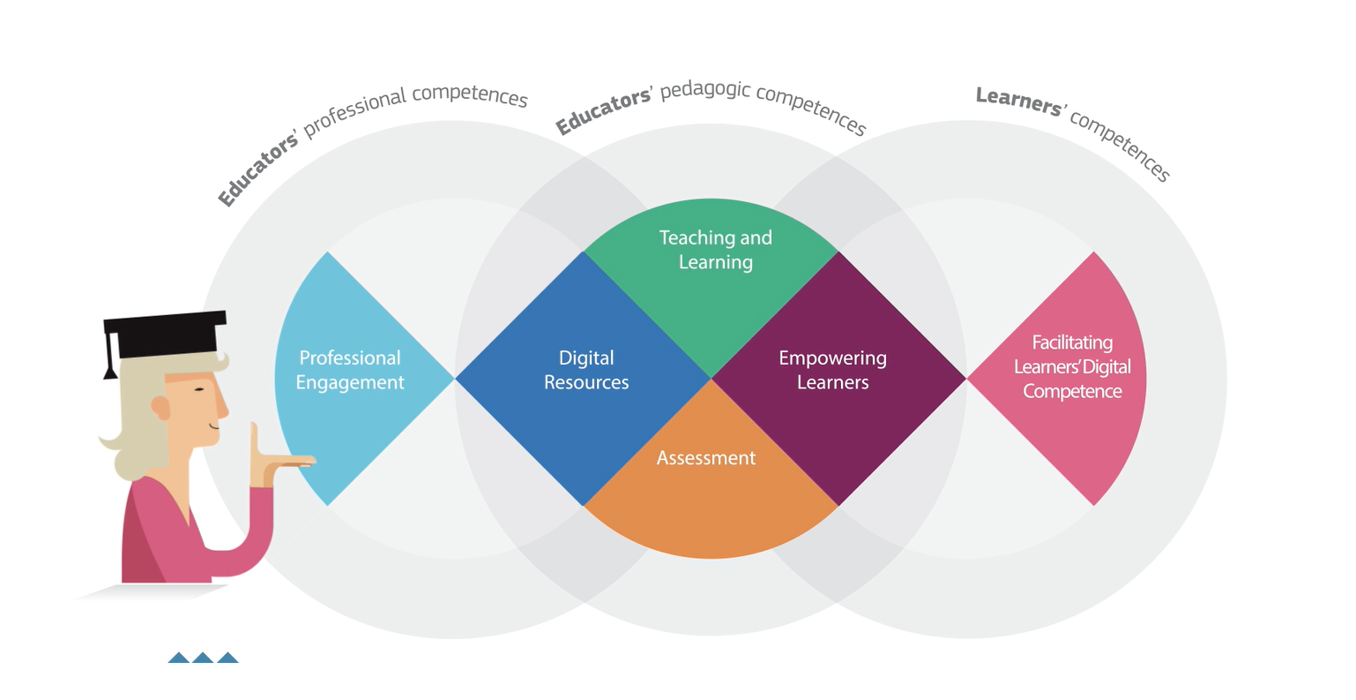 Educators’ professional competences
Educators’ pedagogic competences
Learners’ competences
Professional
Engagement
Digital
Resources
Teaching and
Learning
Assessment
Empowering
Learners
Facilitating
Learners’ Digital
Competence